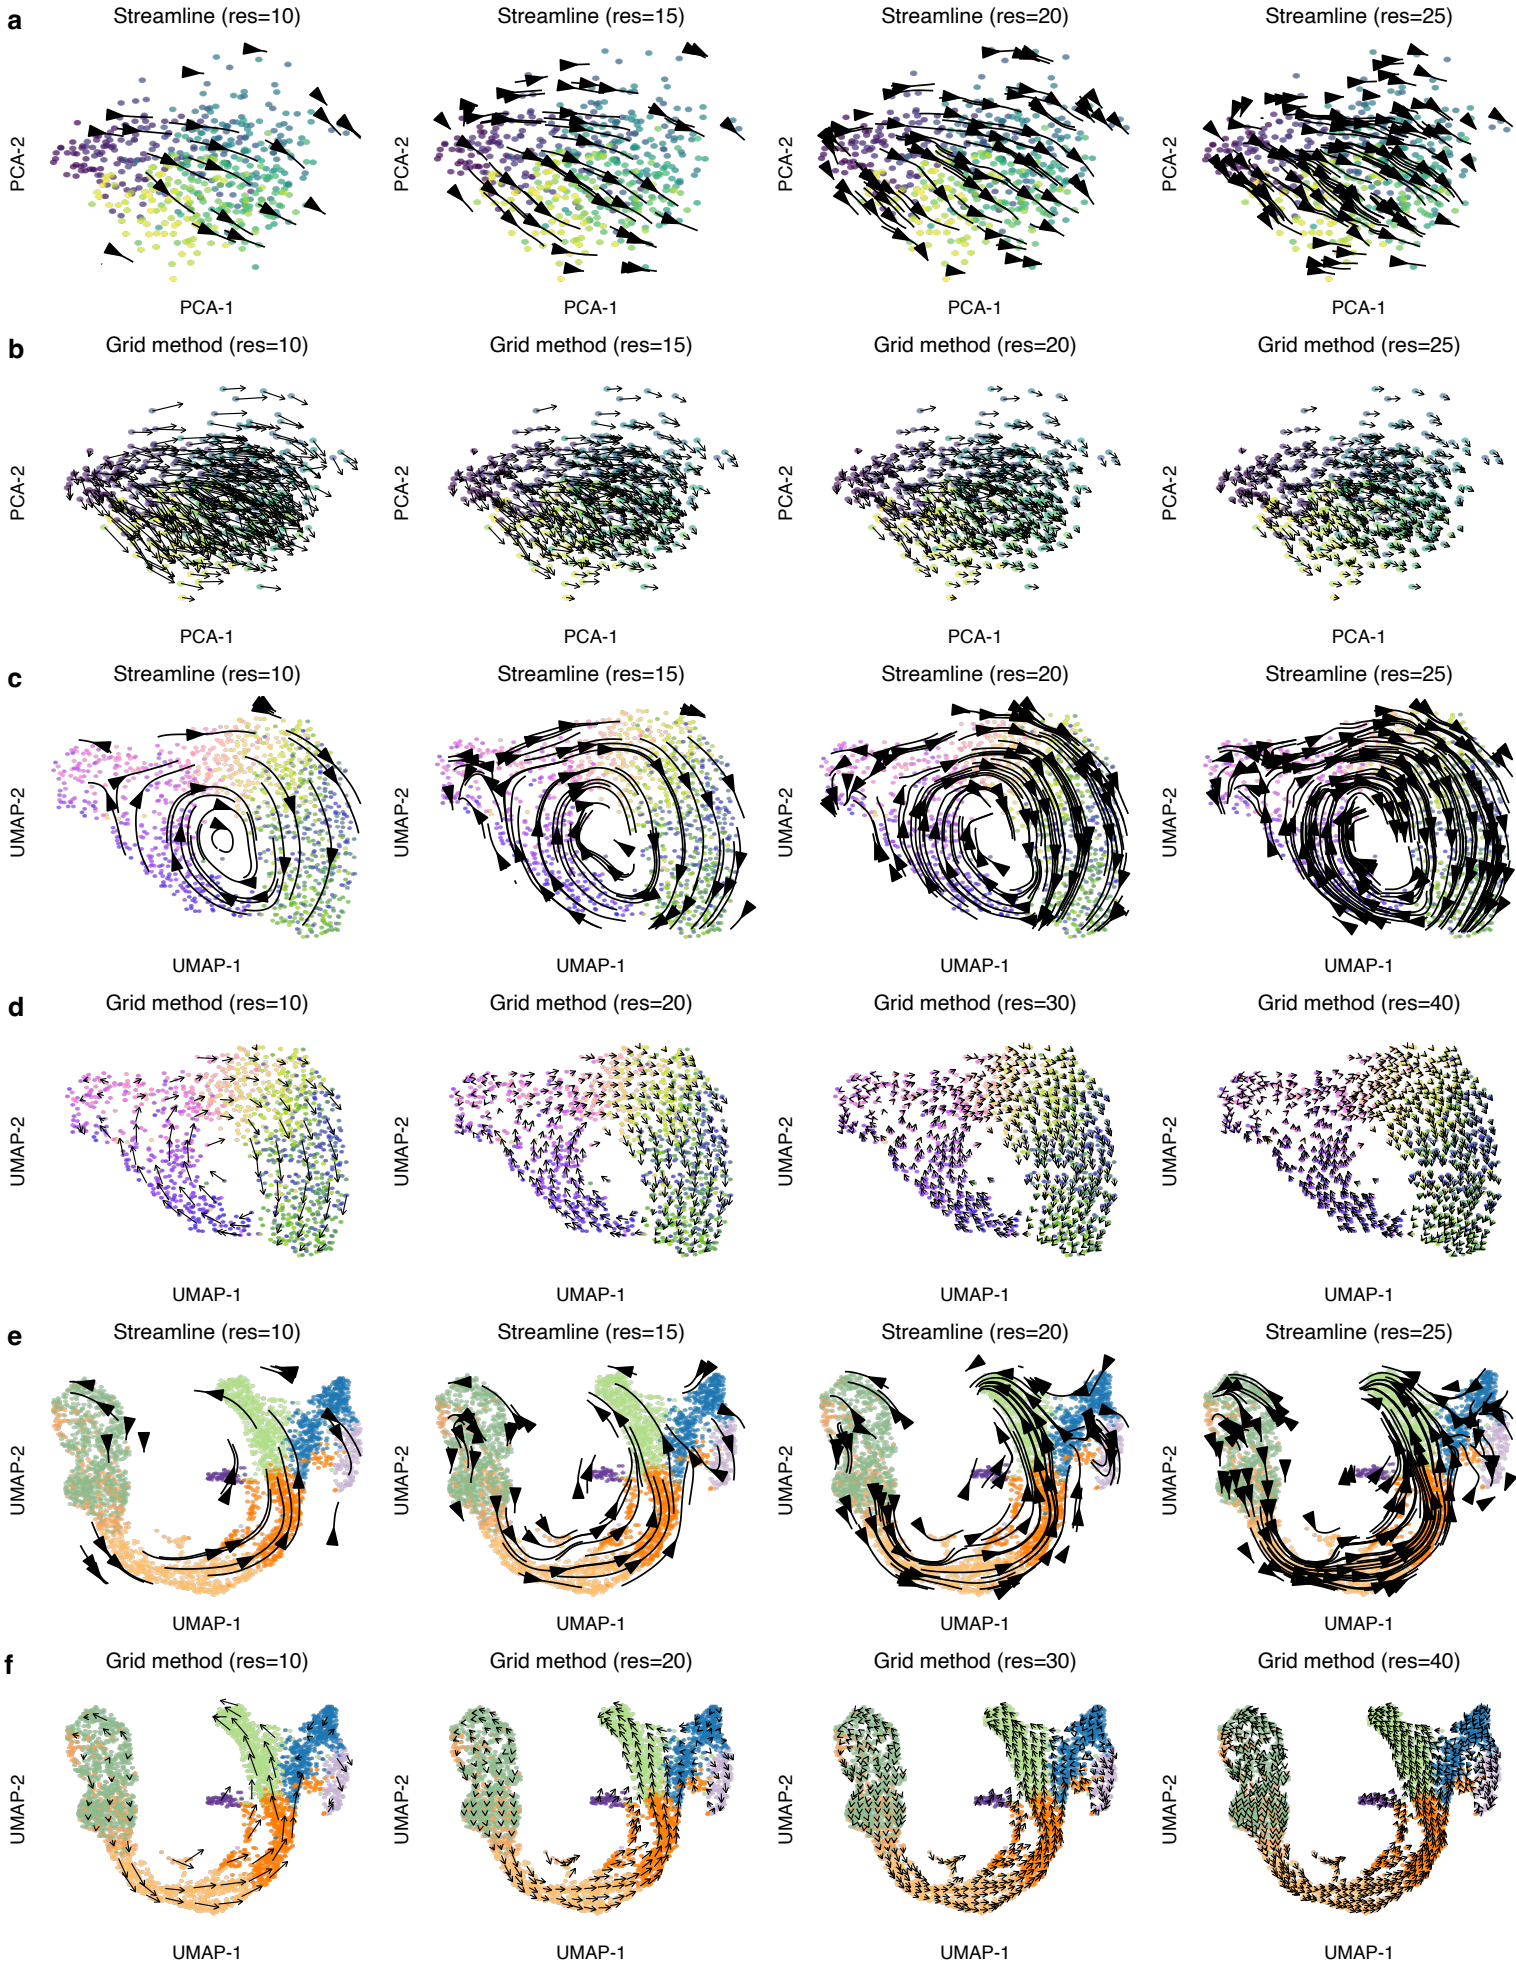 a
Streamline (res=10)
Streamline (res=15)
Streamline (res=20)
Streamline (res=25)
PCA-2
PCA-2
PCA-2
PCA-2
PCA-1
PCA-1
PCA-1
PCA-1
b
Grid method (res=10)
Grid method (res=15)
Grid method (res=20)
Grid method (res=25)
PCA-2
PCA-2
PCA-2
PCA-2
PCA-1
PCA-1
PCA-1
PCA-1
c
Streamline (res=10)
Streamline (res=15)
Streamline (res=20)
Streamline (res=25)
UMAP-2
UMAP-2
UMAP-2
UMAP-2
UMAP-1
UMAP-1
UMAP-1
UMAP-1
d
Grid method (res=10)
Grid method (res=20)
Grid method (res=30)
Grid method (res=40)
UMAP-2
UMAP-2
UMAP-2
UMAP-2
UMAP-1
UMAP-1
UMAP-1
UMAP-1
e
Streamline (res=10)
Streamline (res=15)
Streamline (res=20)
Streamline (res=25)
UMAP-2
UMAP-2
UMAP-2
UMAP-2
UMAP-1
UMAP-1
UMAP-1
UMAP-1
f
Grid method (res=10)
Grid method (res=20)
Grid method (res=30)
Grid method (res=40)
UMAP-2
UMAP-2
UMAP-2
UMAP-2
UMAP-1
UMAP-1
UMAP-1
UMAP-1